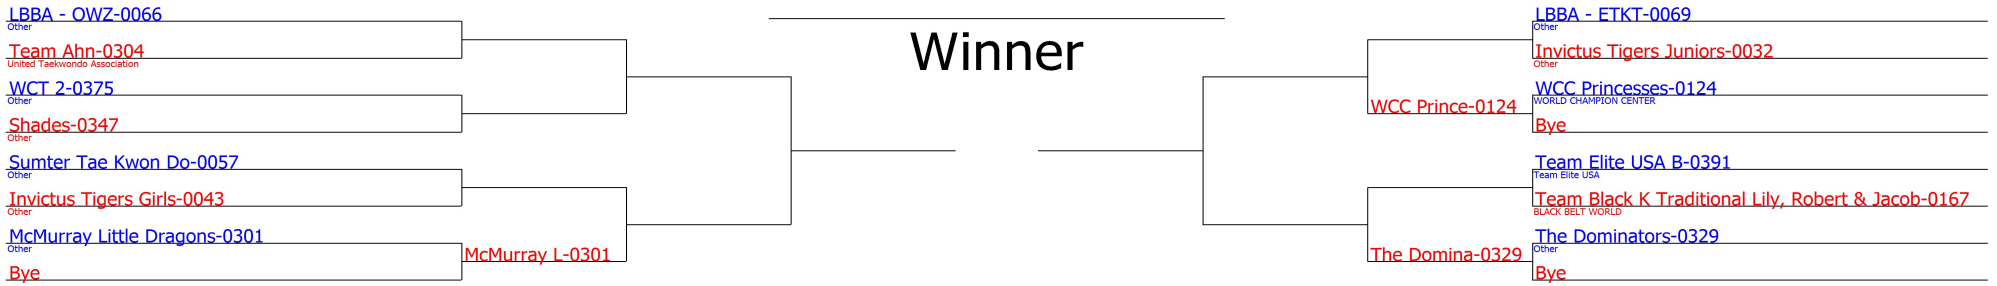 LBBA - OWZ-0066
Other
Team Ahn-0304
United Taekwondo Association
WCT 2-0375
Other
Shades-0347
Other
Sumter Tae Kwon Do-0057
Other
Invictus Tigers Girls-0043
Other
McMurray Little Dragons-0301
Other
Bye
McMurray L-0301
Winner
WCC Prince-0124
The Domina-0329
LBBA - ETKT-0069
Other
Invictus Tigers Juniors-0032
Other
WCC Princesses-0124
WORLD CHAMPION CENTER
Bye
Team Elite USA B-0391
Team Elite USA
Team Black K Traditional Lily, Robert & Jacob-0167
BLACK BELT WORLD
The Dominators-0329
Other
Bye